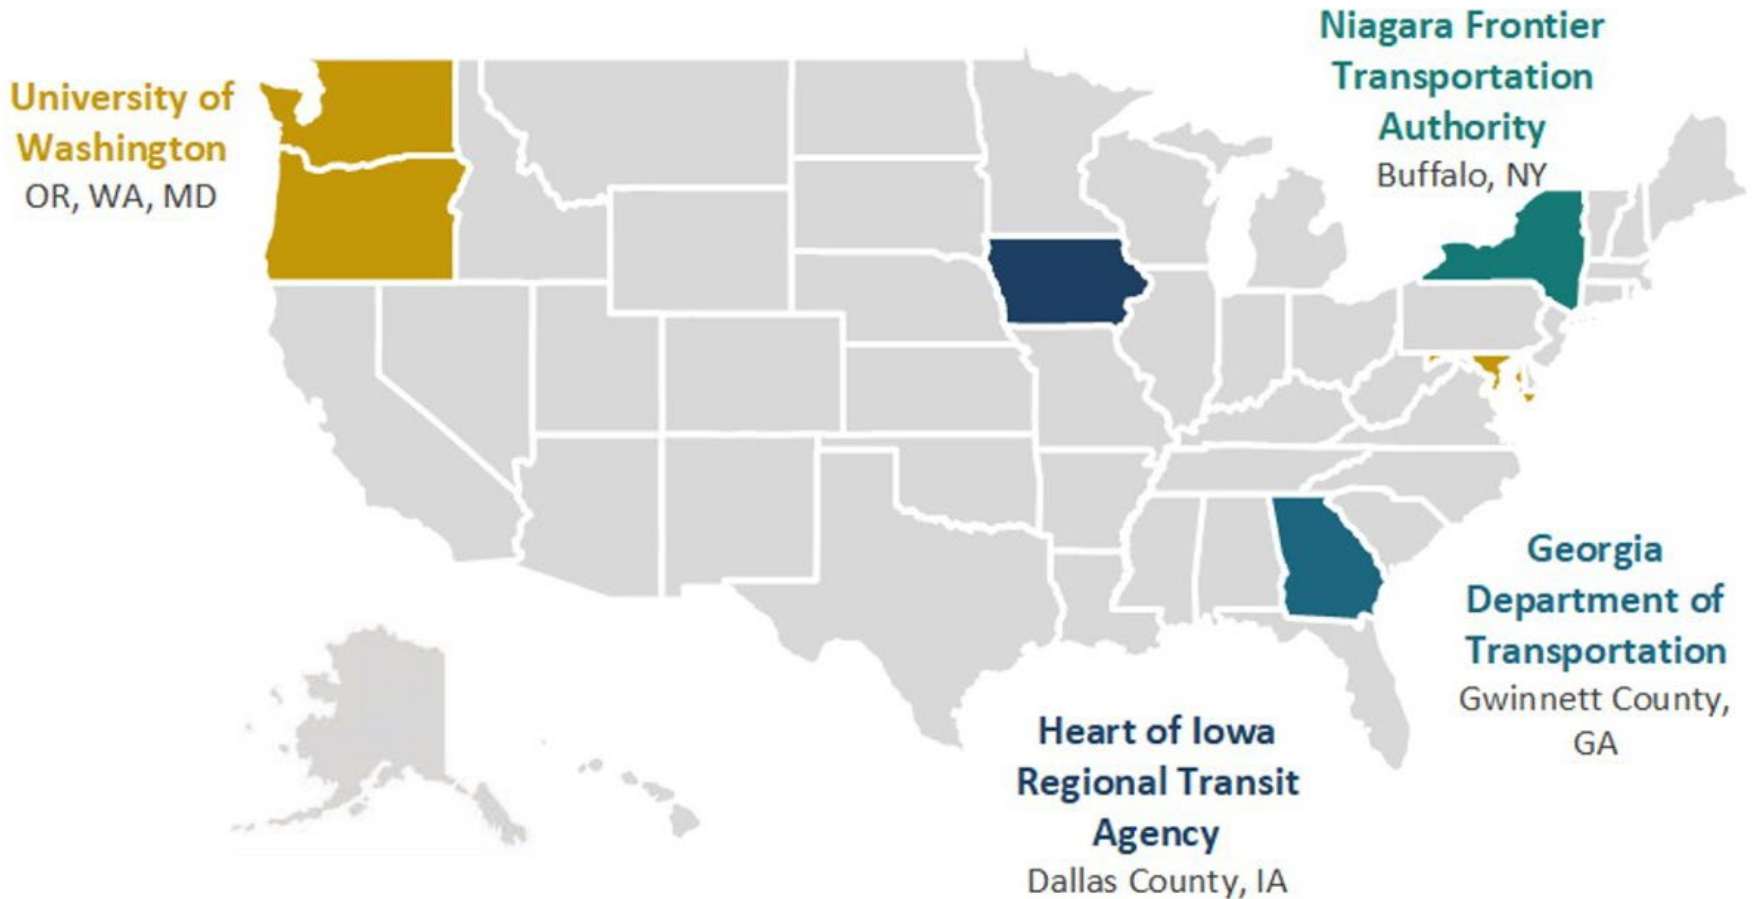 University of
Washington
OR, WA, MD
Niagara Frontier
Transportation
Authority
Buffalo, NY
Georgia
Department of
Transportation
Gwinnett County,
GA
Heart of Iowa
Regional Transit
Agency
Dallas County, IA